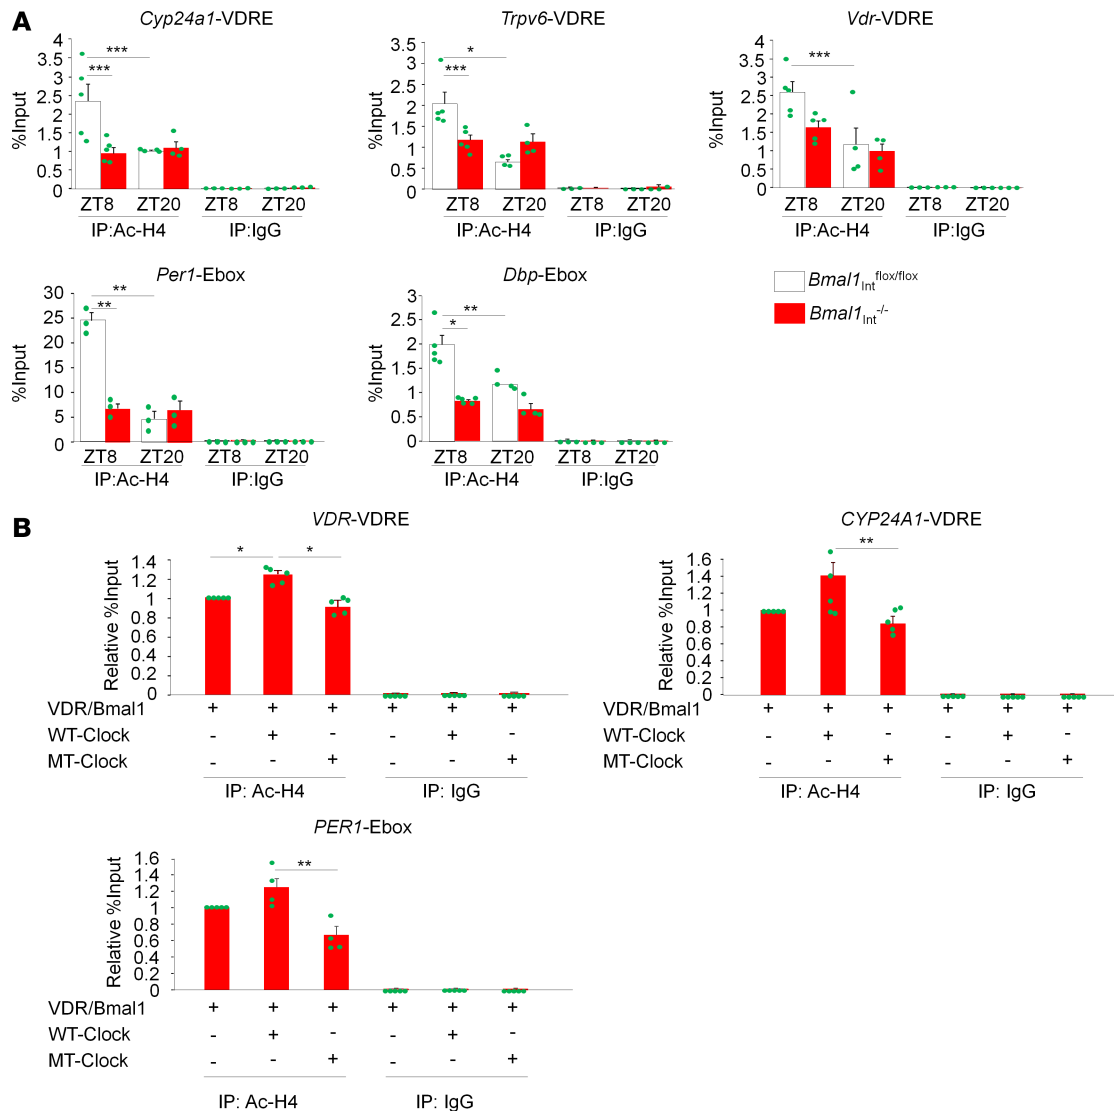 A
Cyp24a1-VDRE
***
***
%Input
4
3.5
3
2.5
2
1.5
1
0.5
0
ZT8 ZT20 ZT8 ZT20
IP:Ac-H4 IP:IgG
Trpv6-VDRE
*
***
%Input
3.5
3
2.5
2
1.5
1
0.5
0
ZT8 ZT20 ZT8 ZT20
IP:Ac-H4 IP:IgG
Vdr-VDRE
***
%Input
4
3.5
3
2.5
2
1.5
1
0.5
0
ZT8 ZT20 ZT8 ZT20
IP:Ac-H4 IP:IgG
Per1-Ebox
**
**
%Input
30
25
20
15
10
5
0
ZT8 ZT20 ZT8 ZT20
IP:Ac-H4 IP:IgG
Dbp-Ebox
**
*
%Input
3
2.5
2
1.5
1
0.5
0
ZT8 ZT20 ZT8 ZT20
IP:Ac-H4 IP:IgG
Bmal1Int flox/flox
Bmal1Int -/-
B
VDR-VDRE
* *
Relative %Input
1.4
1.2
1
0.8
0.6
0.4
0.2
0
VDR/Bmal1 + + + + + +
WT-Clock - + - - + -
MT-Clock - - + - - +
IP: Ac-H4 IP: IgG
CYP24A1-VDRE
**
Relative %Input
1.6
1.2
1.2
1
0.8
0.6
0.4
0.2
0
VDR/Bmal1 + + + + + +
WT-Clock - + - - + -
MT-Clock - - + - - +
IP: Ac-H4 IP: IgG
PER1-Ebox
**
Relative %Input
1.6
1.4
1.2
1
0.8
0.6
0.4
0.2
0
VDR/Bmal1 + + + + + +
WT-Clock - + - - + -
MT-Clock - - + - - +
IP: Ac-H4 IP: IgG